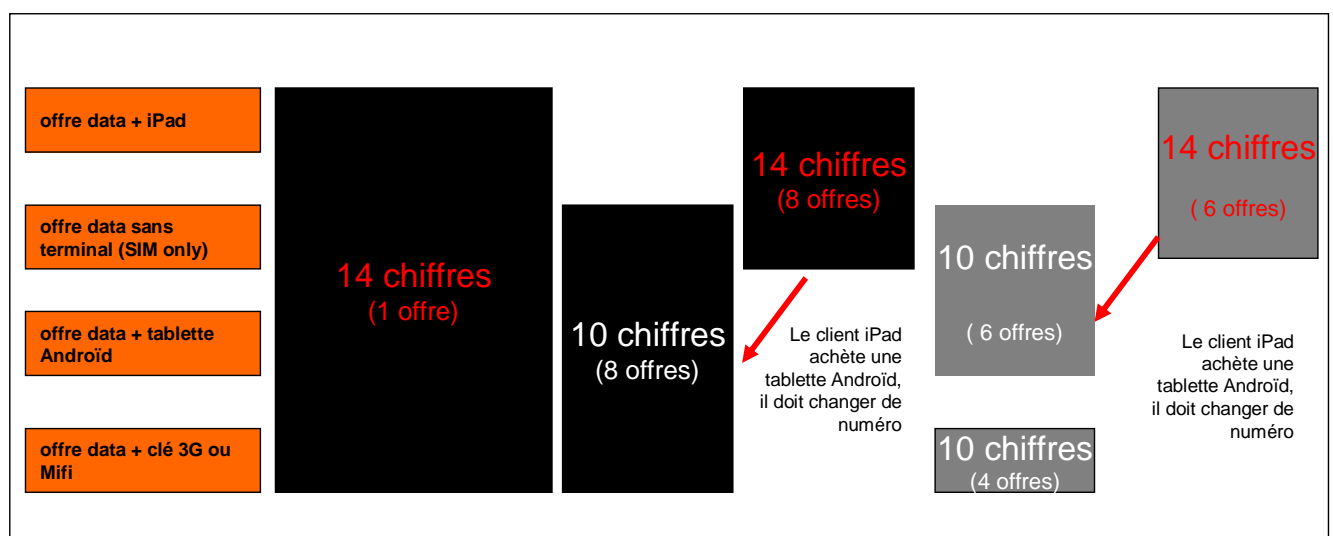 offre data + iPad
offre data sans
terminal (SIM only)
offre data + tablette
Androïd
offre data + clé 3G ou
Mifi
14 chiffres
(1 offre)
10 chiffres
(8 offres)
14 chiffres
(8 offres)
Le client iPad
achète une
tablette Androïd,
il doit changer de
numéro
10 chiffres
( 6 offres)
10 chiffres
(4 offres)
14 chiffres
( 6 offres)
Le client iPad
achète une
tablette Androïd,
il doit changer de
numéro